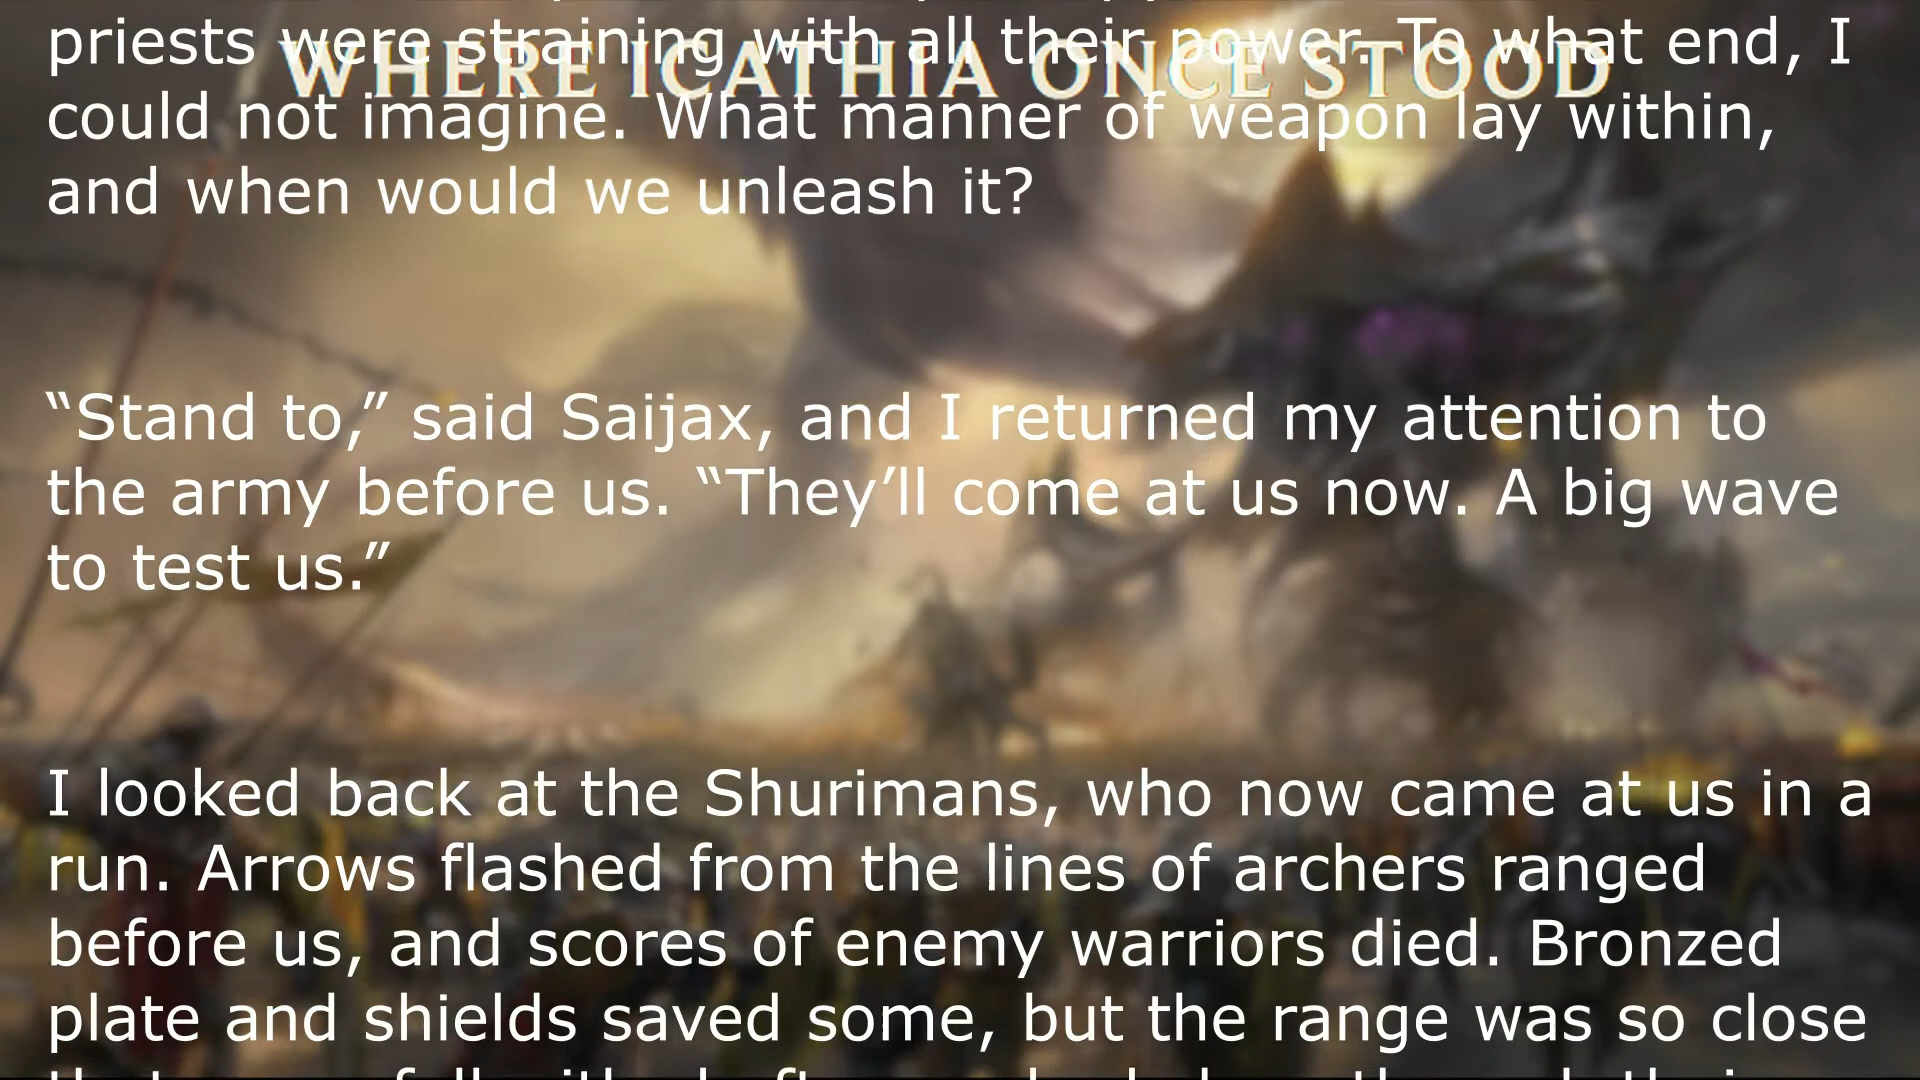 priests were straining with all their power. To what end, I
WHERE ICATHIA ONCE STOOD
could not imagine. What manner of weapon lay within,
and when would we unleash it?
“Stand to,” said Saijax, and I returned my attention to
the army before us. “They’ll come at us now. A big wave
to test us.”
I looked back at the Shurimans, who now came at us in a
run. Arrows flashed from the lines of archers ranged
before us, and scores of enemy warriors died. Bronzed
plate and shields saved some, but the range was so close